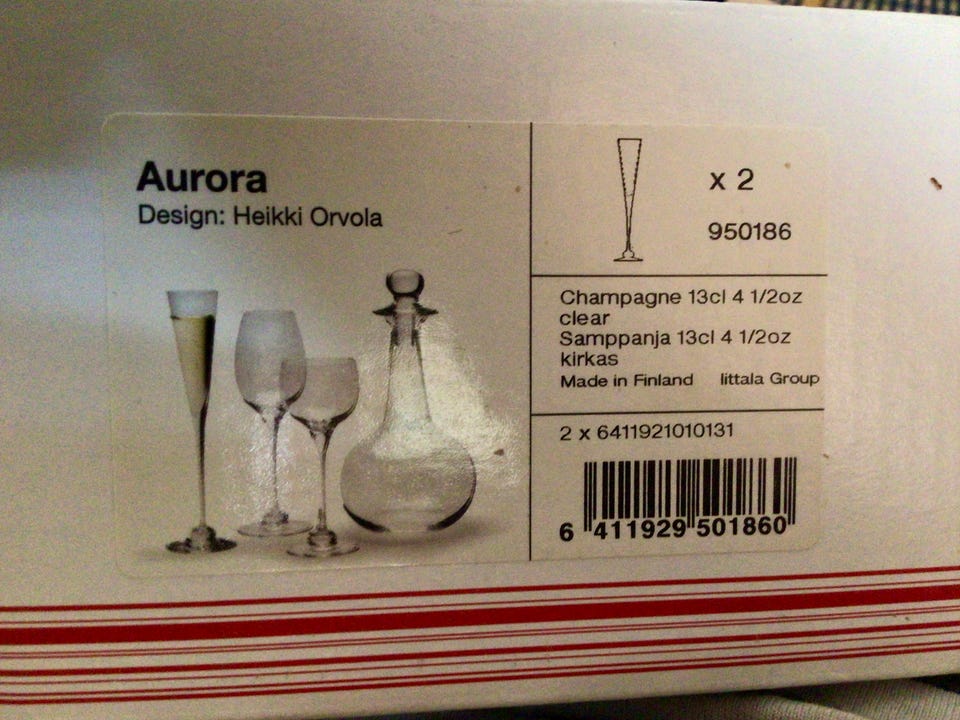 Aurora
Design: Heikki Orvola
x 2
950186
Champagne 13cl 4 1/2oz
clear
Samppanja 13cl 4 1/2oz
kirkas
Made in Finland Iittala Group
2 x 6411921010131
6 411929 501860